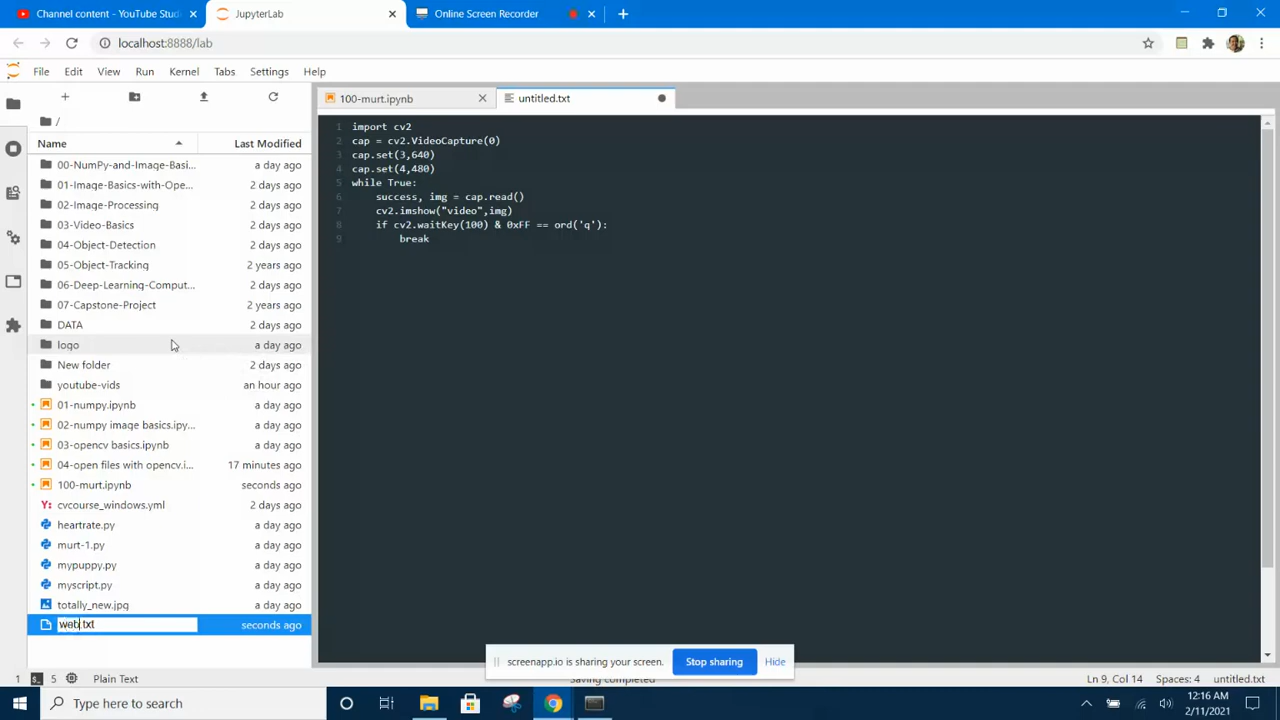 Channel content - YouTube Studi
JupyterLab
Online Screen Recorder
localhost:8888/lab
File Edit View Run Kernel Tabs Settings Help
100-murt.ipynb
untitled.txt
/
Name Last Modified
00-NumPy-and-Image-Basi... a day ago
01-Image-Basics-with-Ope... 2 days ago
02-Image-Processing 2 days ago
03-Video-Basics 2 days ago
04-Object-Detection 2 days ago
05-Object-Tracking 2 years ago
06-Deep-Learning-Comput... 2 days ago
07-Capstone-Project 2 years ago
DATA 2 days ago
logo a day ago
New folder 2 days ago
youtube-vids an hour ago
01-numpy.ipynb a day ago
02-numpy image basics.ipy... a day ago
03-opencv basics.ipynb a day ago
04-open files with opencv.i... 17 minutes ago
100-murt.ipynb seconds ago
Y: cvcourse_windows.yml 2 days ago
heartrate.py a day ago
murt-1.py a day ago
mypuppy.py a day ago
myscript.py a day ago
totally_new.jpg a day ago
web.txt seconds ago
1 import cv2
2 cap = cv2.VideoCapture(0)
3 cap.set(3,640)
4 cap.set(4,480)
5 while True:
6 success, img = cap.read()
7 cv2.imshow("video",img)
8 if cv2.waitKey(100) & 0xFF == ord('q'):
9 break
screenapp.io is sharing your screen. Stop sharing Hide
1 5 Plain Text Saving completed Ln 9, Col 14 Spaces: 4 untitled.txt
Type here to search
12:16 AM
2/11/2021